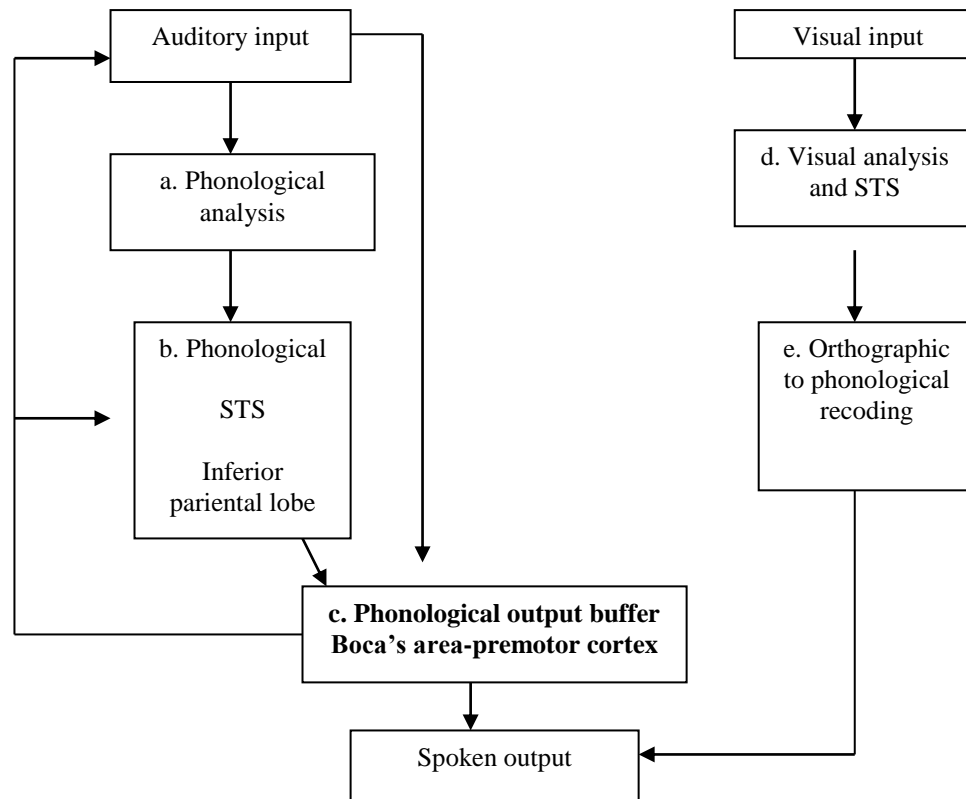 Auditory input
Visual input
a. Phonological
analysis
d. Visual analysis
and STS
b. Phonological
STS
Inferior
pariental lobe
e. Orthographic
to phonological
recoding
c. Phonological output buffer
Boca’s area-premotor cortex
Spoken output